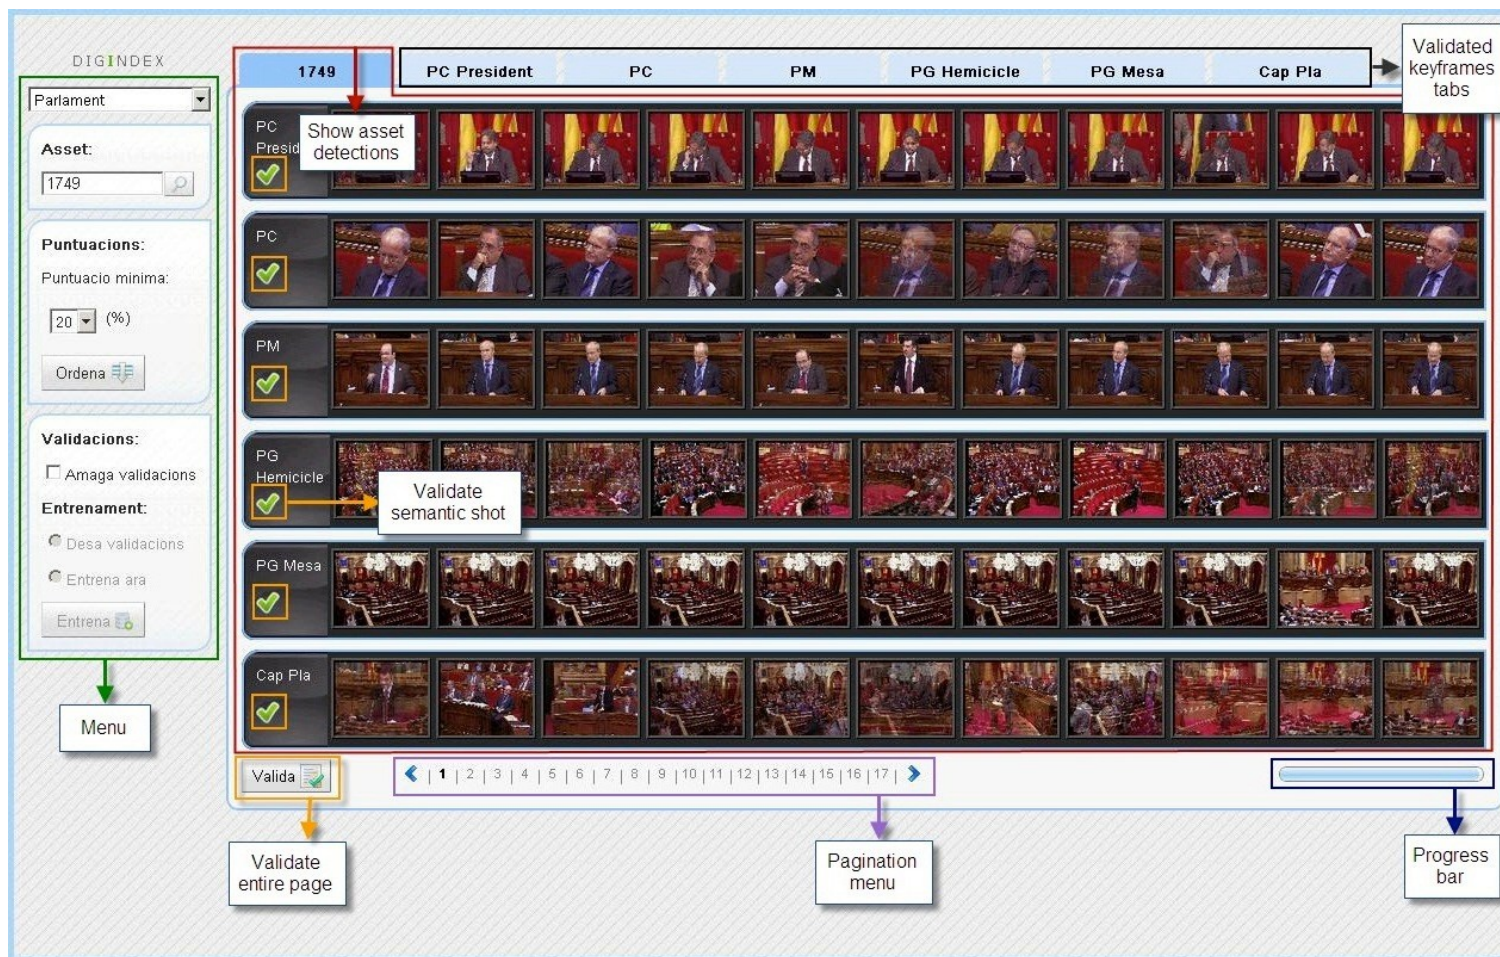 DIGINDEX
Parlament
Asset:
1749
Puntuacions:
Puntuacio minima:
20 (%)
Ordena
Validacions:
Amaga validacions
Entrenament:
Desa validacions
Entrena ara
Entrena
Menu
1749
PC President
PC
PM
PG Hemicicle
PG Mesa
Cap Pla
Validated
keyframes
tabs
PC
Presid
Show asset
detections
PC
PM
PG
Hemicicle
Validate
semantic shot
PG Mesa
Cap Pla
Valida
| 1 | 2 | 3 | 4 | 5 | 6 | 7 | 8 | 9 | 10 | 11 | 12 | 13 | 14 | 15 | 16 | 17 |
Validate
entire page
Pagination
menu
Progress
bar